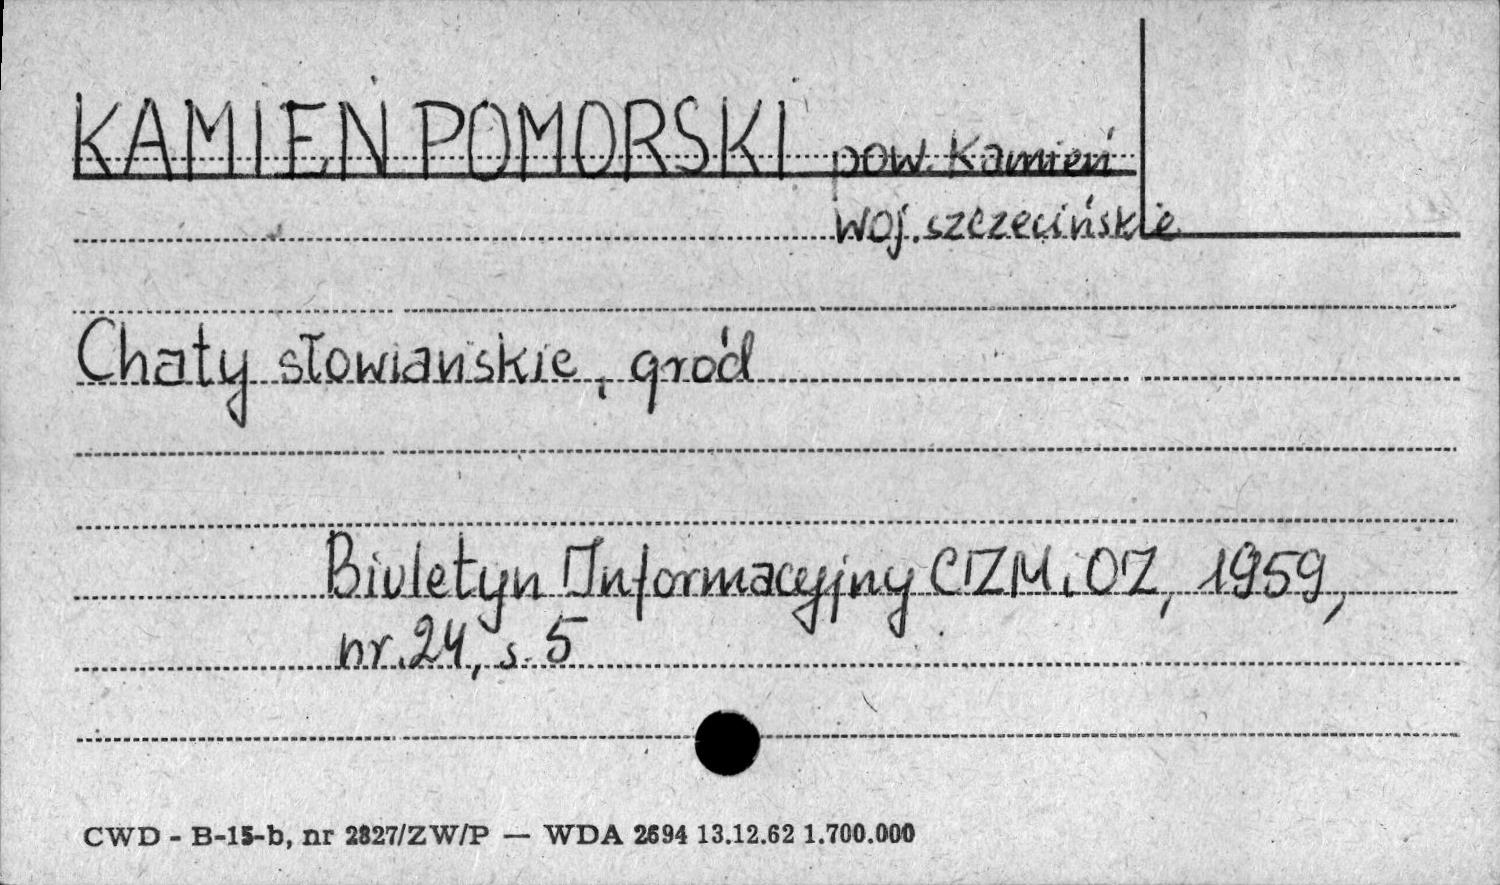 KAMIEŃ POMORSKI pow. Kamień
woj. szczecińskie
Chaty słowiańskie, gród
Biuletyn Informacyjny CZM i OZ, 1959,
nr. 24, s. 5
CWD - B-15-b, nr 2827/ZW/P — WDA 2694 13.12.62 1.700.000